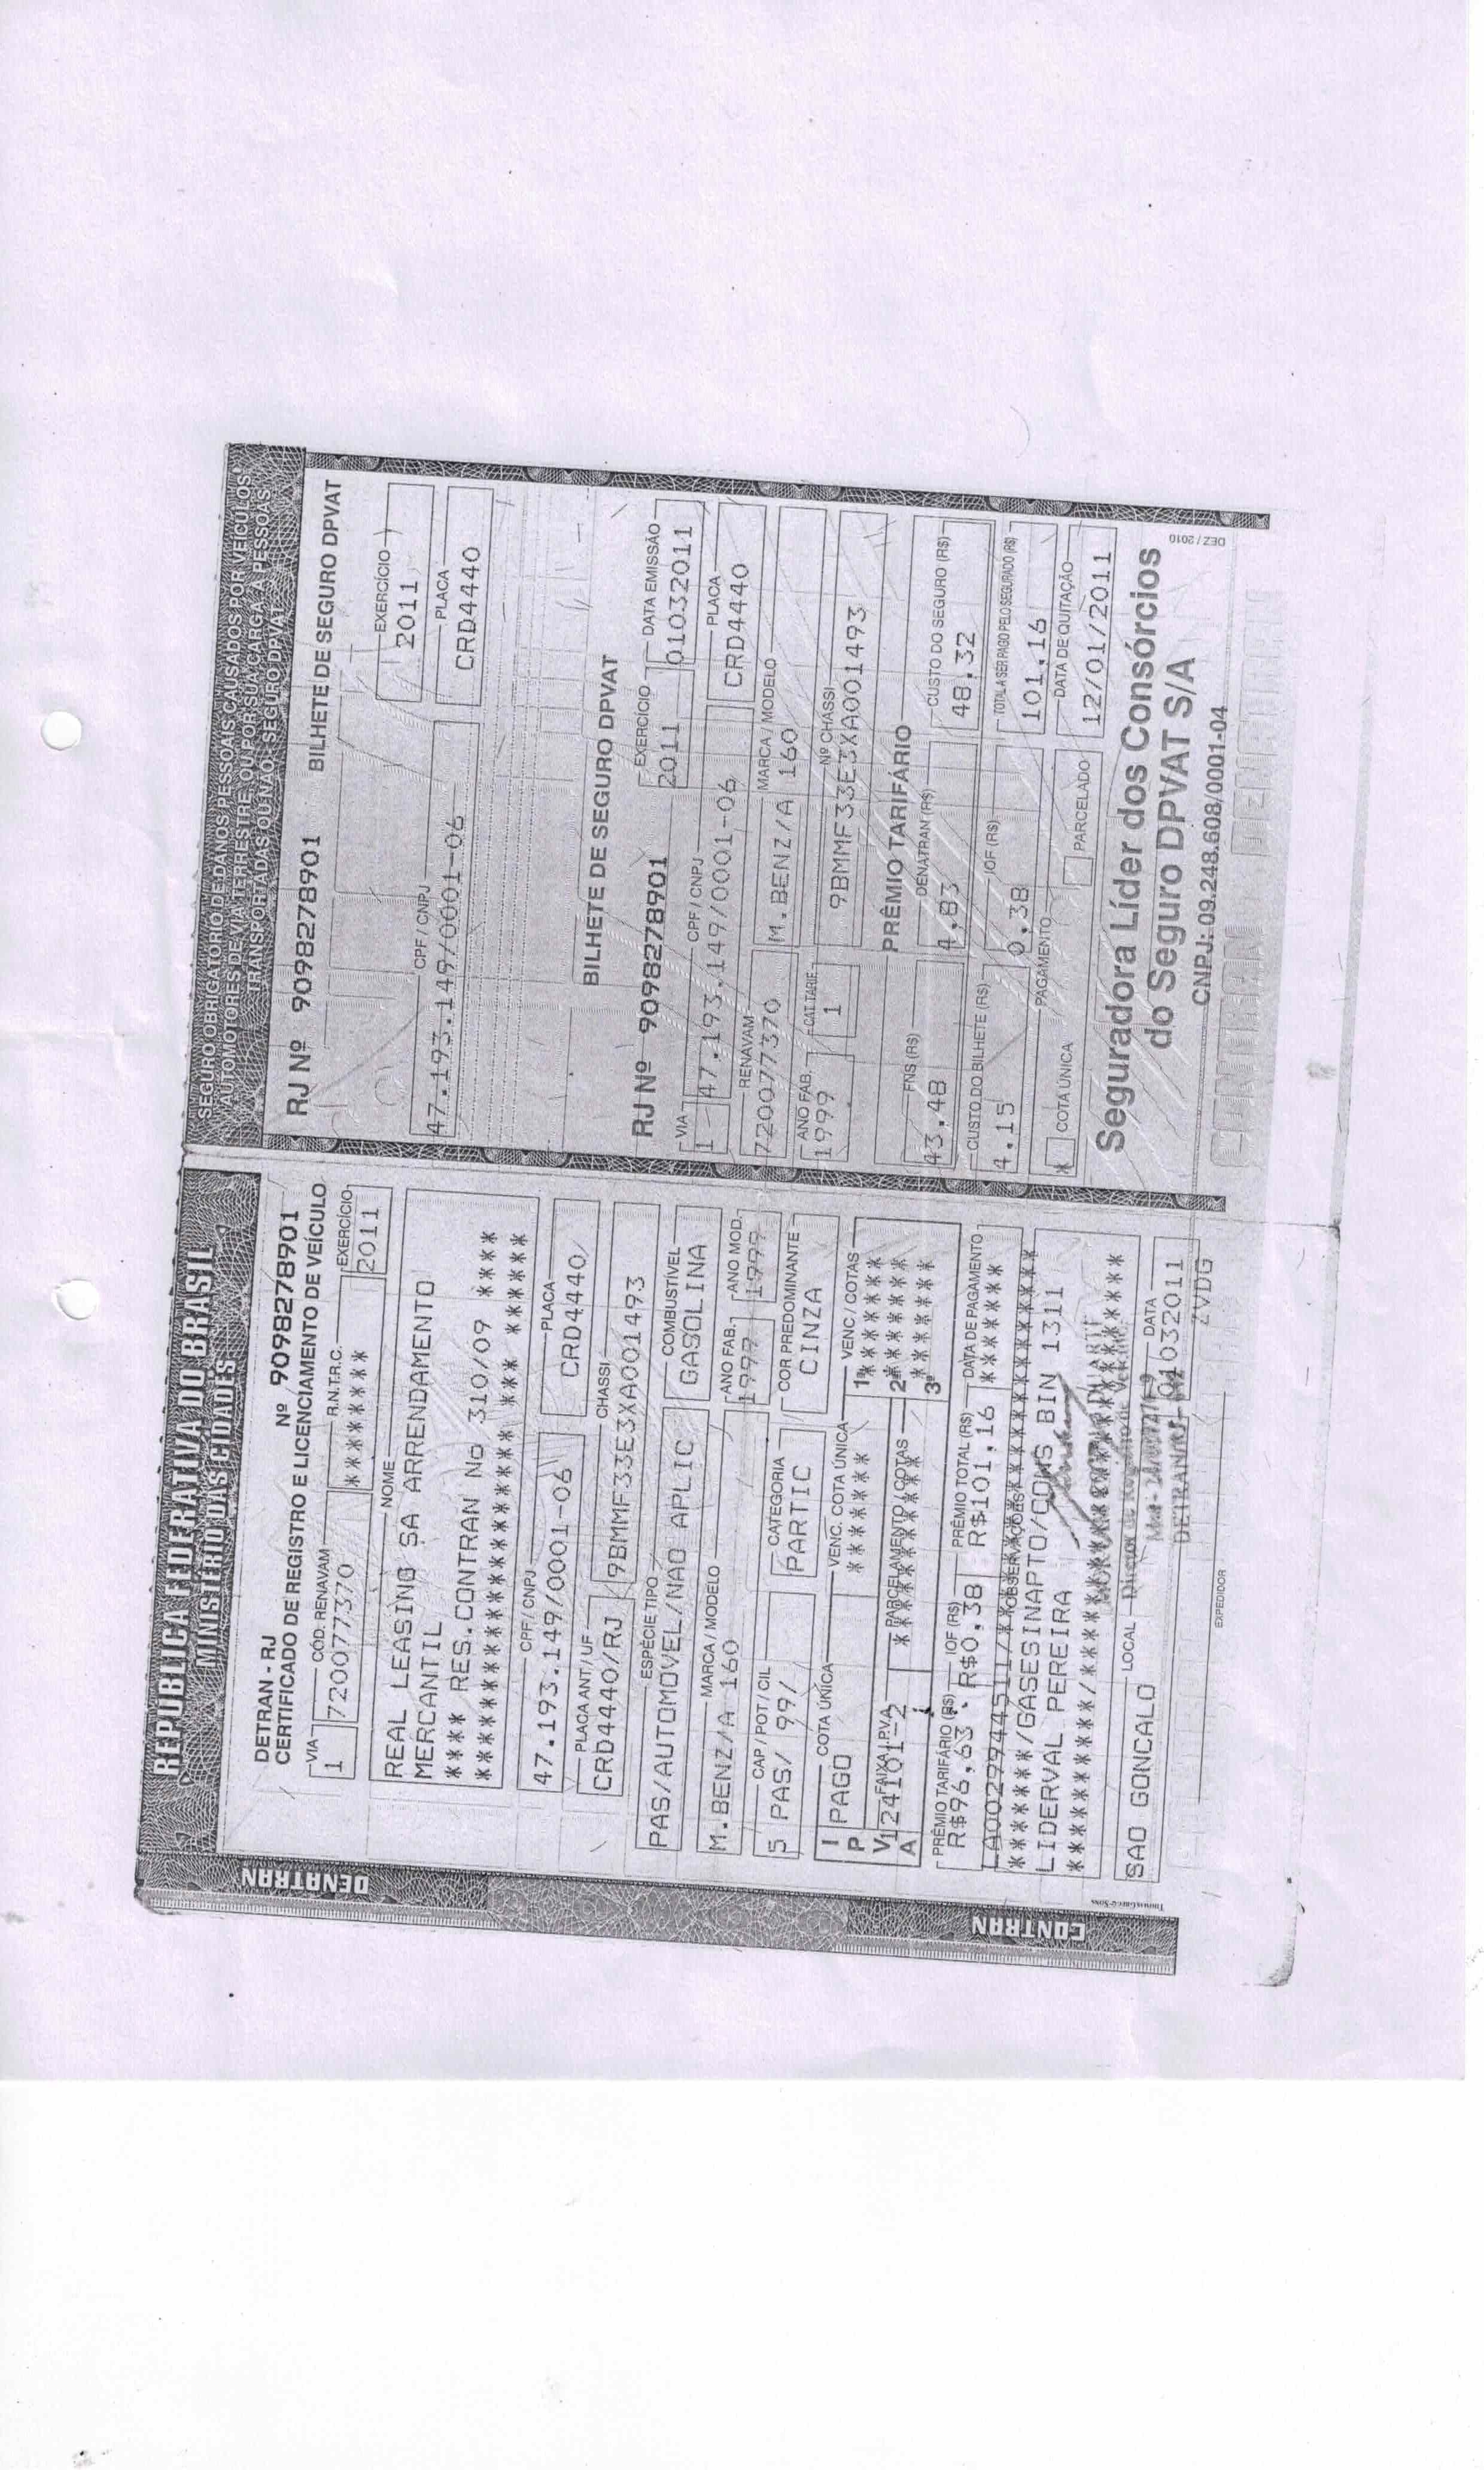 REPÚBLICA FEDERATIVA DO BRASIL
MINISTÉRIO DAS CIDADES
DENATRAN
CONTRAN
DETRAN - RJ Nº 9098278901
CERTIFICADO DE REGISTRO E LICENCIAMENTO DE VEÍCULO
VIA CÓD. RENAVAM R.N.T.R.C. EXERCÍCIO
1 720077370 ******** 2011
NOME
REAL LEASING SA ARRENDAMENTO
MERCANTIL
**** RES.CONTRAN No 310/09 ****
CPF / CNPJ PLACA
47.193.149/0001-06 CRD4440
PLACA ANT / UF CHASSI
CRD4440/RJ 9BMMF33E3XA001493
ESPÉCIE TIPO COMBUSTÍVEL
PAS/AUTOMOVEL/NAO APLIC GASOLINA
MARCA / MODELO ANO FAB. ANO MOD.
M.BENZ/A 160 1999 1999
CAP / POT / CIL CATEGORIA COR PREDOMINANTE
5 PAS/ 99/ PARTIC CINZA
I P V A COTA ÚNICA VENC. COTA ÚNICA VENC / COTAS
PAGO ****** 1º *******
FAIXA I.P.V.A. PARCELAMENTO / COTAS 2º *******
124101-2 3º *******
PRÊMIO TARIFÁRIO (R$) IOF (R$) PRÊMIO TOTAL (R$) DATA DE PAGAMENTO
R$96,63 R$0,38 R$101,16 ******
OBSERVAÇÕES
******/GASESINAPTO/CONS BIN 1311
LIDERVAL PEREIRA
LOCAL DATA
SAO GONCALO 01032011
ZVDG
EXPEDIDOR
SEGURO OBRIGATÓRIO DE DANOS PESSOAIS CAUSADOS POR VEÍCULOS
AUTOMOTORES DE VIA TERRESTRE, OU POR SUA CARGA, A PESSOAS
TRANSPORTADAS OU NÃO - SEGURO DPVAT
RJ Nº 9098278901 BILHETE DE SEGURO DPVAT
EXERCÍCIO
2011
CPF / CNPJ PLACA
47.193.149/0001-06 CRD4440
BILHETE DE SEGURO DPVAT
RJ Nº 9098278901 EXERCÍCIO DATA EMISSÃO
2011 01032011
VIA CPF / CNPJ PLACA
1 47.193.149/0001-06 CRD4440
RENAVAM MARCA / MODELO
720077370 M.BENZ/A 160
ANO FAB. CAT. TARIF. Nº CHASSI
1999 1 9BMMF33E3XA001493
PRÊMIO TARIFÁRIO
FNS (R$) DENATRAN (R$) CUSTO DO SEGURO (R$)
43.48 4.83 48.32
CUSTO DO BILHETE (R$) IOF (R$) TOTAL A SER PAGO PELO SEGURADO (R$)
4.15 0.38 101.16
PAGAMENTO DATA DE QUITAÇÃO
* COTA ÚNICA PARCELADO 12/01/2011
Seguradora Líder dos Consórcios
do Seguro DPVAT S/A
CNPJ: 09.248.608/0001-04
DEZ / 2010
CONTRAN DENATRAN